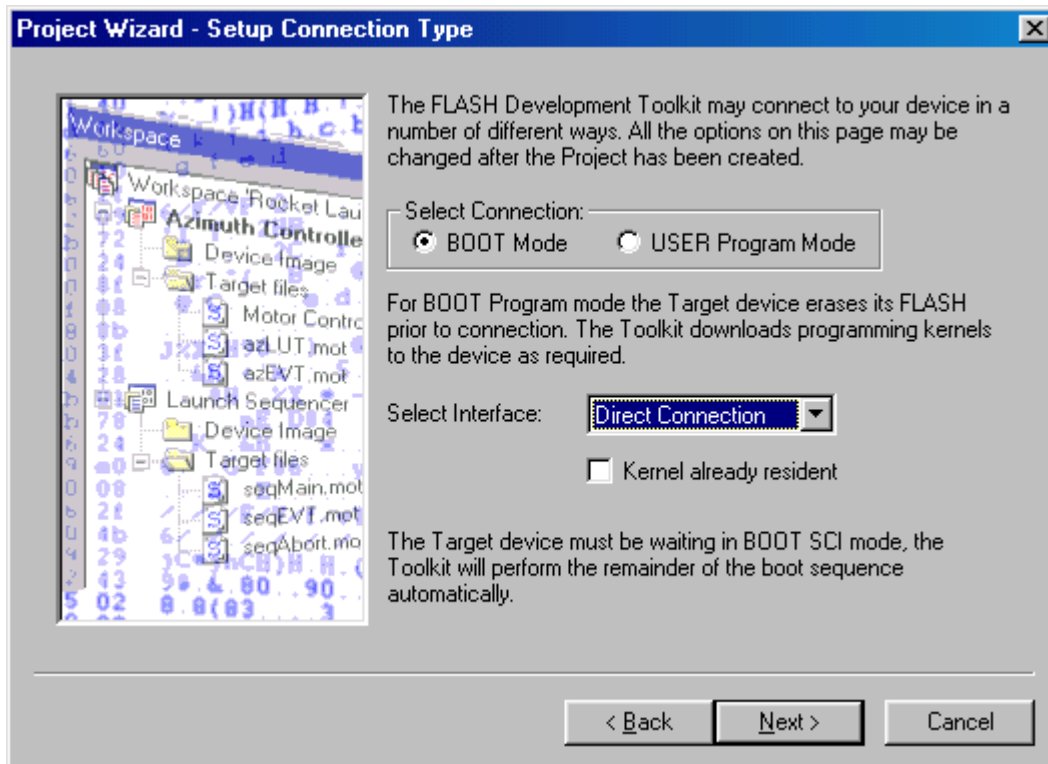 Project Wizard - Setup Connection Type
Workspace
Workspace 'Rocket Lau
Azimuth Controlle
Device Image
Target files
Motor Contro
azLUT.mot
azEVT.mot
Launch Sequencer
Device Image
Target files
seqMain.mot
seqEVT.mot
seqAbort.mo
The FLASH Development Toolkit may connect to your device in a
number of different ways. All the options on this page may be
changed after the Project has been created.
Select Connection:
BOOT Mode
USER Program Mode
For BOOT Program mode the Target device erases its FLASH
prior to connection. The Toolkit downloads programming kernels
to the device as required.
Select Interface:
Direct Connection
Kernel already resident
The Target device must be waiting in BOOT SCI mode, the
Toolkit will perform the remainder of the boot sequence
automatically.
< Back
Next >
Cancel